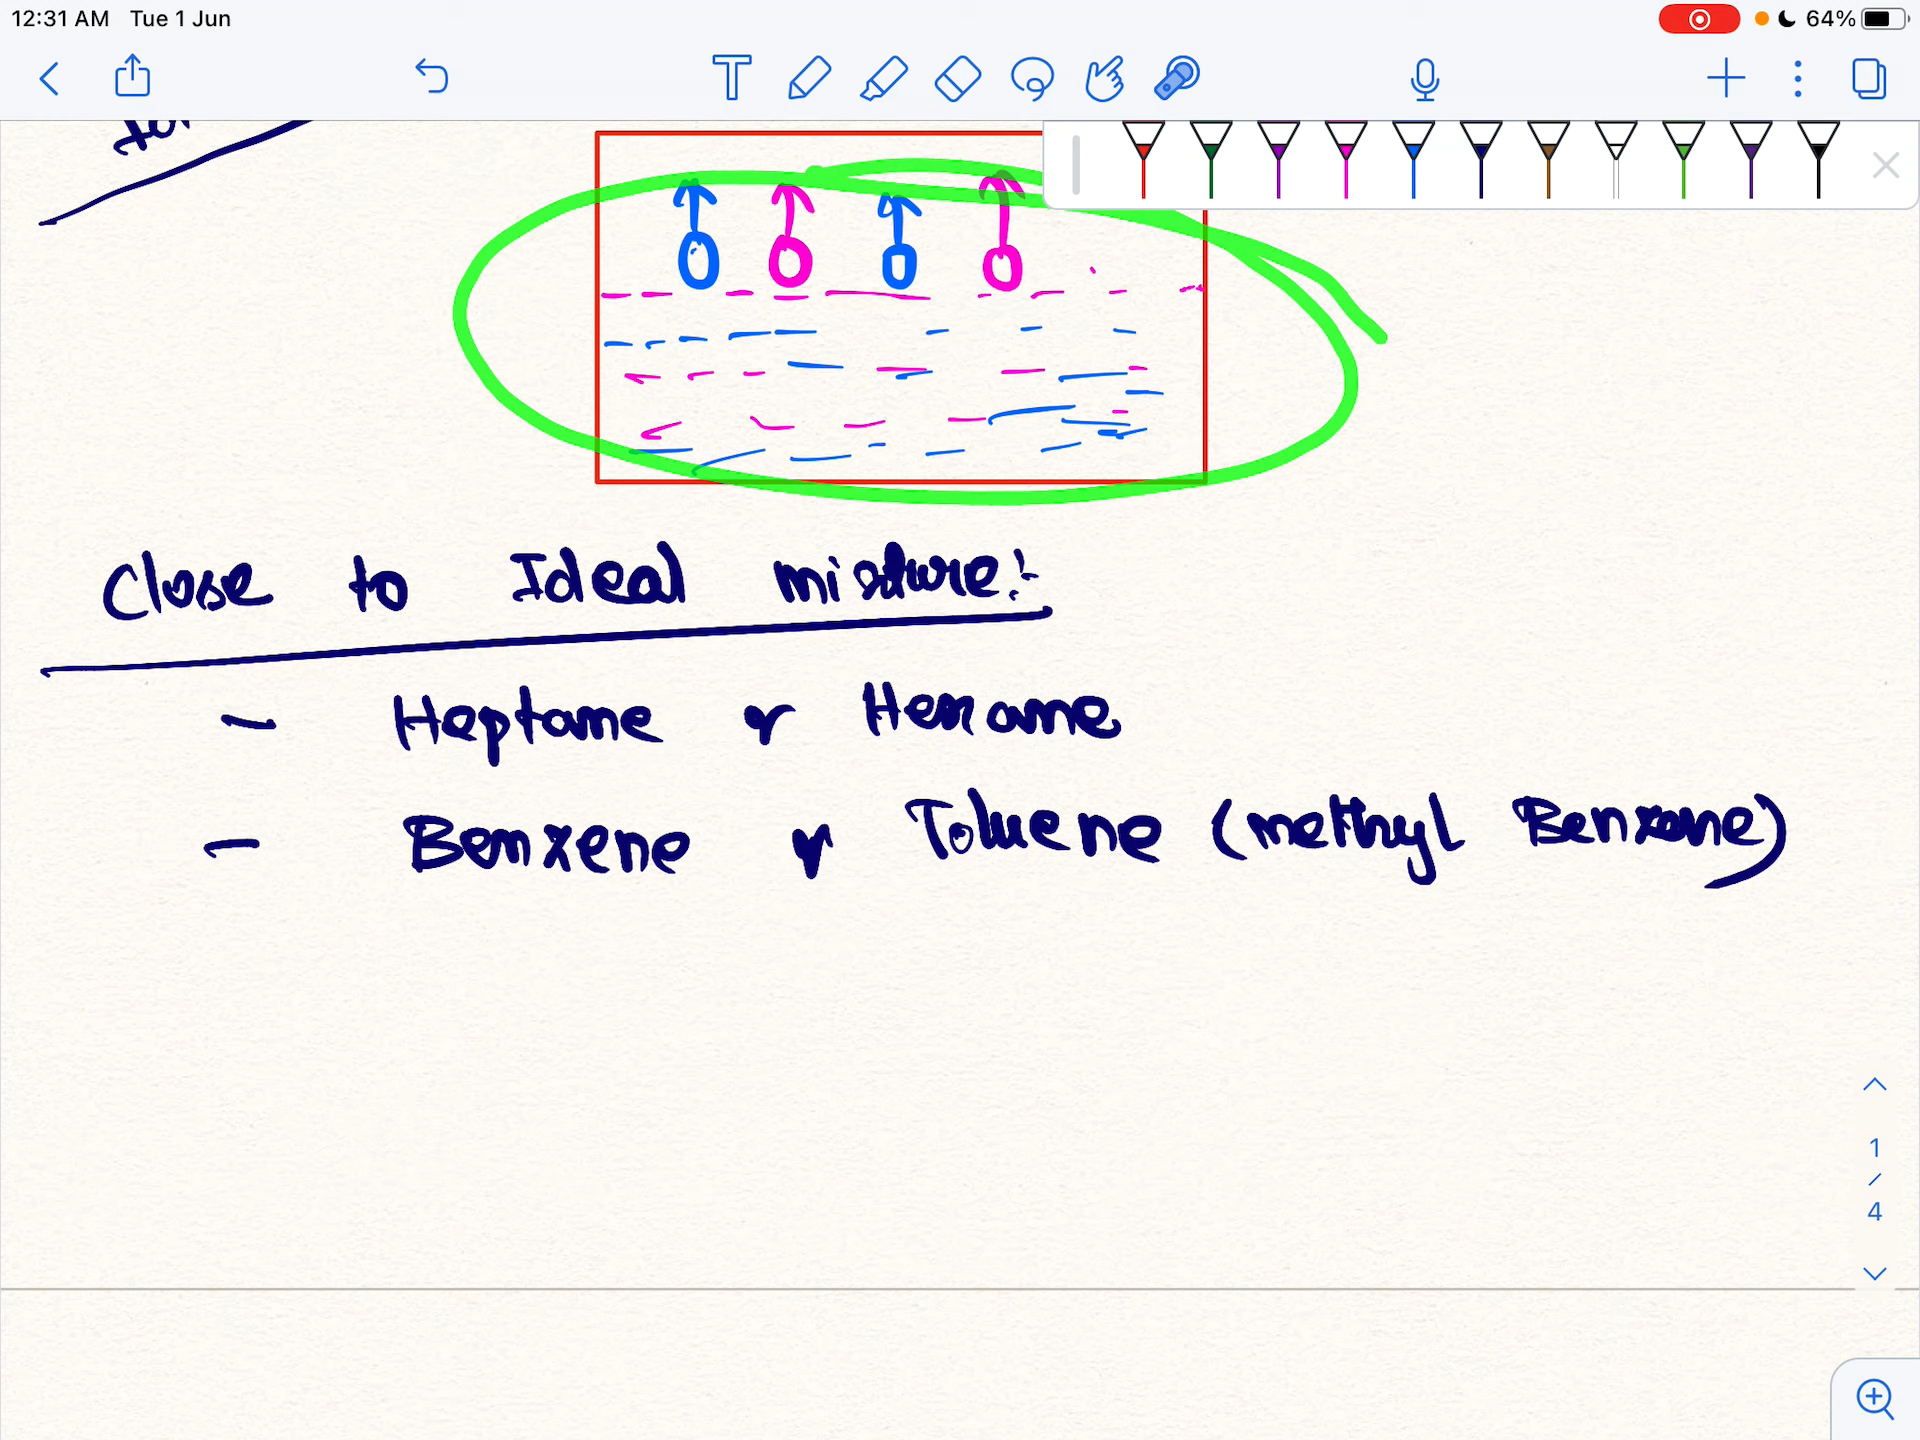 12:31 AM Tue 1 Jun 64%
for
Close to Ideal mixture:-
- Heptane & Hexane
- Benzene & Toluene (methyl Benzene)
1
/
4